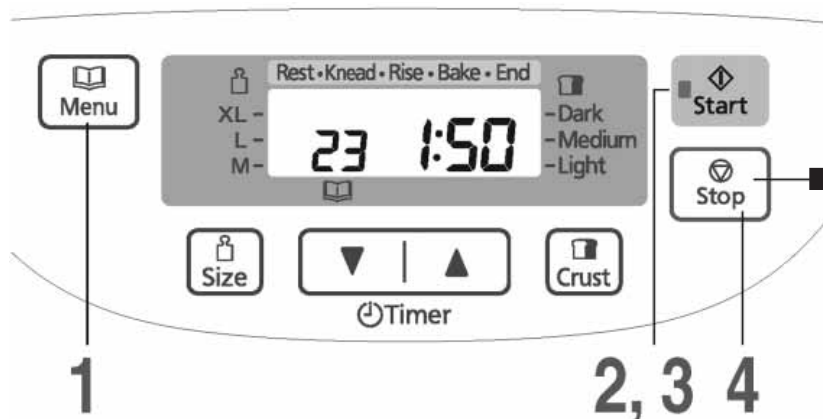 Menu
Rest•Knead•Rise•Bake•End
XL –
L –
M –
23 1:50
– Dark
– Medium
– Light
Start
Stop
Size
Timer
Crust
1
2, 3 4